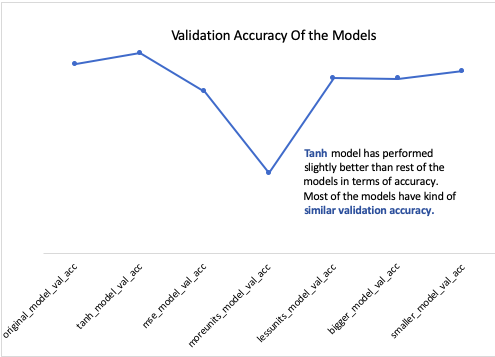 Validation Accuracy Of the Models
Tanh model has performed
slightly better than rest of the
models in terms of accuracy.
Most of the models have kind of
similar validation accuracy.
original_model_val_acc
tanh_model_val_acc
mse_model_val_acc
moreunits_model_val_acc
lessunits_model_val_acc
bigger_model_val_acc
smaller_model_val_acc